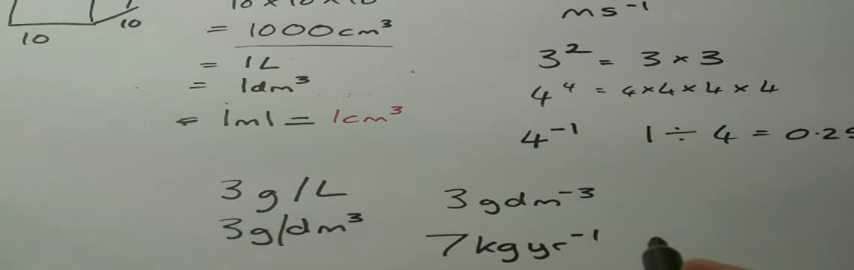 10 × 10 × 10
10
10
= 1000cm³
= 1L
= 1dm³
= 1ml = 1cm³
3g/L
3g/dm³
ms⁻¹
3² = 3 × 3
4⁴ = 4×4×4×4
4⁻¹ 1 ÷ 4 = 0.25
3gdm⁻³
7kgyr⁻¹